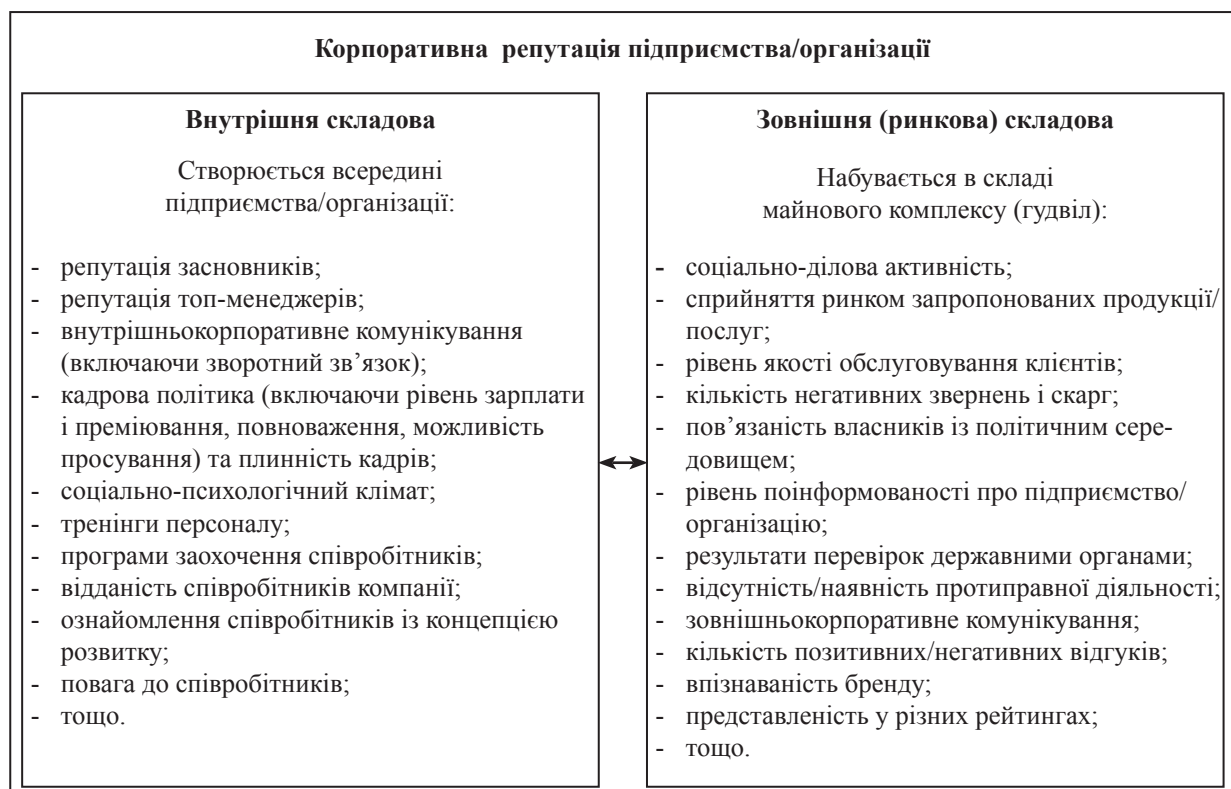 Корпоративна репутація підприємства/організації
Внутрішня складова
Створюється всередині
підприємства/організації:
- репутація засновників;
- репутація топ-менеджерів;
- внутрішньокорпоративне комунікування
(включаючи зворотний зв’язок);
- кадрова політика (включаючи рівень зарплати
і преміювання, повноваження, можливість
просування) та плинність кадрів;
- соціально-психологічний клімат;
- тренінги персоналу;
- програми заохочення співробітників;
- відданість співробітників компанії;
- ознайомлення співробітників із концепцією
розвитку;
- повага до співробітників;
- тощо.
Зовнішня (ринкова) складова
Набувається в складі
майнового комплексу (гудвіл):
- соціально-ділова активність;
- сприйняття ринком запропонованих продукції/
послуг;
- рівень якості обслуговування клієнтів;
- кількість негативних звернень і скарг;
- пов’язаність власників із політичним сере-
довищем;
- рівень поінформованості про підприємство/
організацію;
- результати перевірок державними органами;
- відсутність/наявність протиправної діяльності;
- зовнішньокорпоративне комунікування;
- кількість позитивних/негативних відгуків;
- впізнаваність бренду;
- представленість у різних рейтингах;
- тощо.